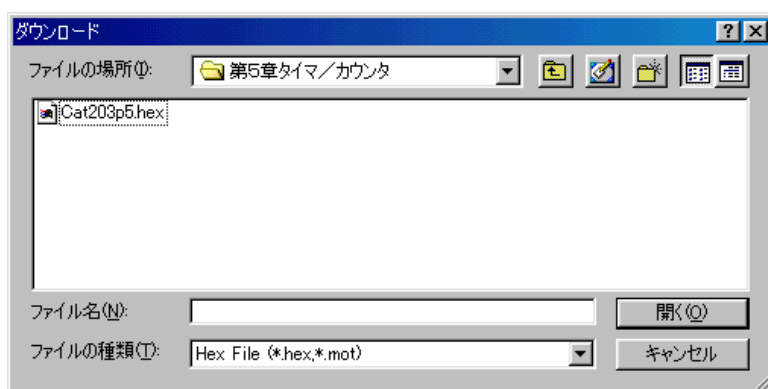 ダウンロード
ファイルの場所(I):
第5章タイマ／カウンタ
Cat203p5.hex
ファイル名(N):
開く(O)
ファイルの種類(T):
Hex File (*.hex,*.mot)
キャンセル